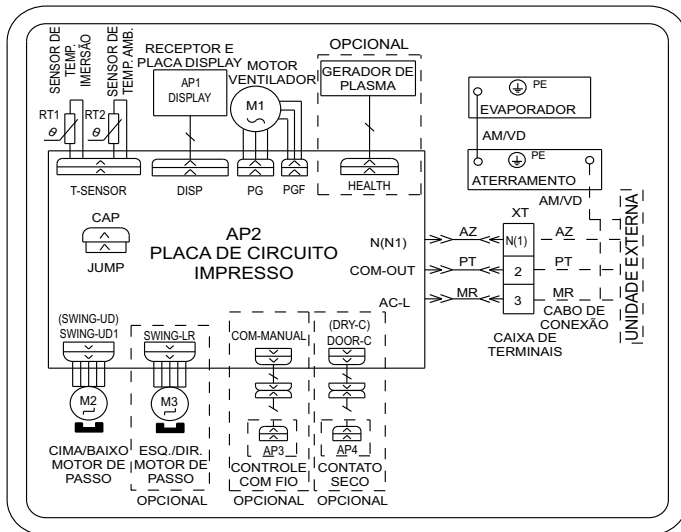 SENSOR DE
TEMP.
IMERSÃO
SENSOR DE
TEMP. AMB.
RECEPTOR E
PLACA DISPLAY
MOTOR
VENTILADOR
OPCIONAL
GERADOR DE
PLASMA
AP1
DISPLAY
M1
RT1
θ
RT2
θ
T-SENSOR
DISP
PG
PGF
HEALTH
PE
EVAPORADOR
AM/VD
PE
ATERRAMENTO
AM/VD
CAP
JUMP
AP2
PLACA DE CIRCUITO
IMPRESSO
N(N1)
COM-OUT
AC-L
AZ
PT
MR
XT
N(1)
2
3
AZ
PT
MR
CABO DE
CONEXÃO
CAIXA DE
TERMINAIS
UNIDADE EXTERNA
(SWING-UD)
SWING-UD1
SWING-LR
COM-MANUAL
(DRY-C)
DOOR-C
M2
M3
AP3
AP4
CIMA/BAIXO
MOTOR DE
PASSO
ESQ./DIR.
MOTOR DE
PASSO
OPCIONAL
CONTROLE
COM FIO
OPCIONAL
CONTATO
SECO
OPCIONAL